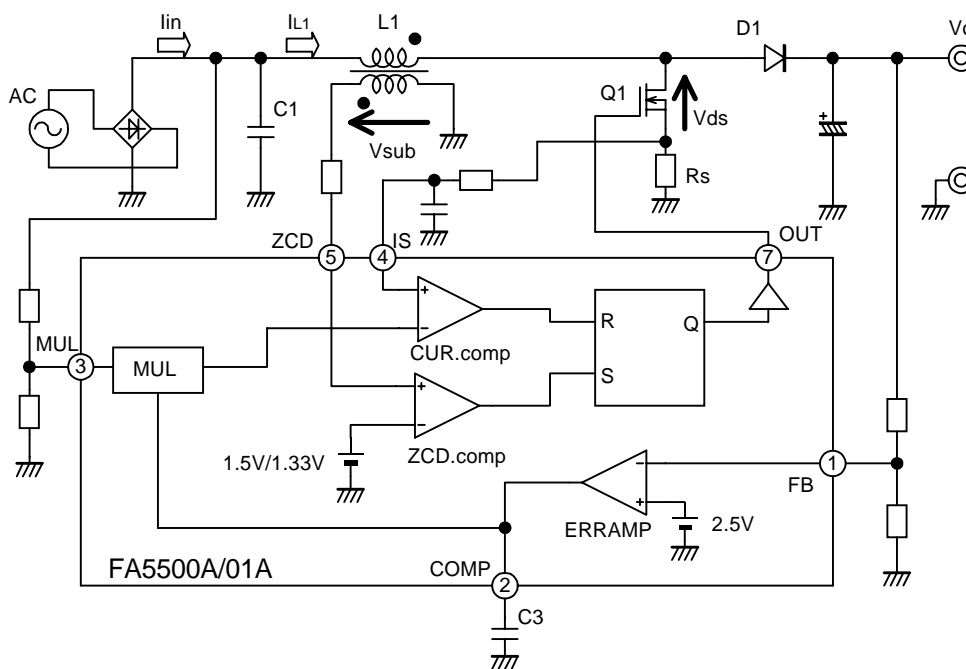 Iin
IL1
L1
D1
Vo
AC
C1
Q1
Vds
Vsub
Rs
ZCD
IS
OUT
5
4
7
MUL
3
MUL
+
−
CUR.comp
R
Q
S
+
−
ZCD.comp
1.5V/1.33V
1
FB
−
+
ERRAMP
2.5V
FA5500A/01A
COMP
2
C3
+